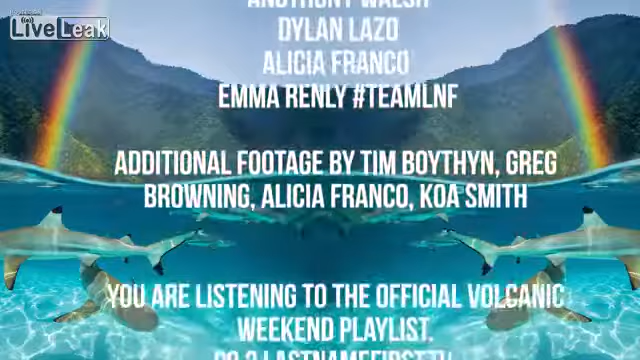 LiveLeak
WALSH
DYLAN LAZO
ALICIA FRANCO
EMMA RENLY #TEAMLNF
ADDITIONAL FOOTAGE BY TIM BOYTHYN, GREG
BROWNING, ALICIA FRANCO, KOA SMITH
YOU ARE LISTENING TO THE OFFICIAL VOLCANIC
WEEKEND PLAYLIST.